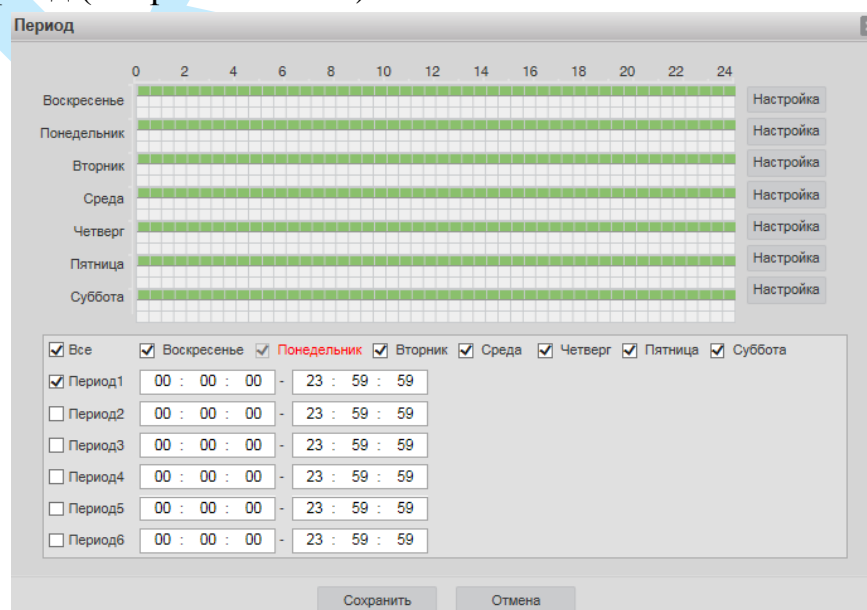 Период
0 2 4 6 8 10 12 14 16 18 20 22 24
Воскресенье Настройка
Понедельник Настройка
Вторник Настройка
Среда Настройка
Четверг Настройка
Пятница Настройка
Суббота Настройка
Все Воскресенье Понедельник Вторник Среда Четверг Пятница Суббота
Период1 00 : 00 : 00 - 23 : 59 : 59
Период2 00 : 00 : 00 - 23 : 59 : 59
Период3 00 : 00 : 00 - 23 : 59 : 59
Период4 00 : 00 : 00 - 23 : 59 : 59
Период5 00 : 00 : 00 - 23 : 59 : 59
Период6 00 : 00 : 00 - 23 : 59 : 59
Сохранить Отмена